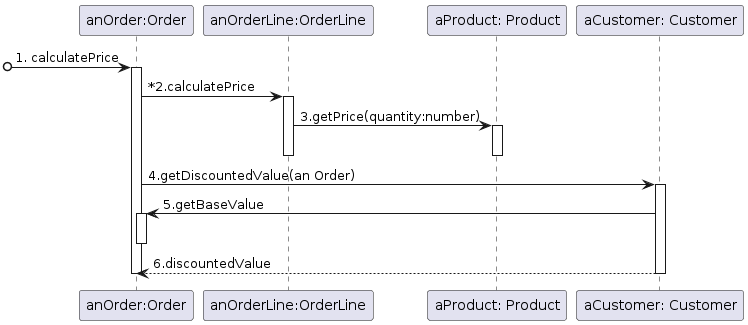 anOrder:Order
anOrderLine:OrderLine
aProduct: Product
aCustomer: Customer
1. calculatePrice
*2.calculatePrice
3.getPrice(quantity:number)
4.getDiscountedValue(an Order)
5.getBaseValue
6.discountedValue
anOrder:Order
anOrderLine:OrderLine
aProduct: Product
aCustomer: Customer